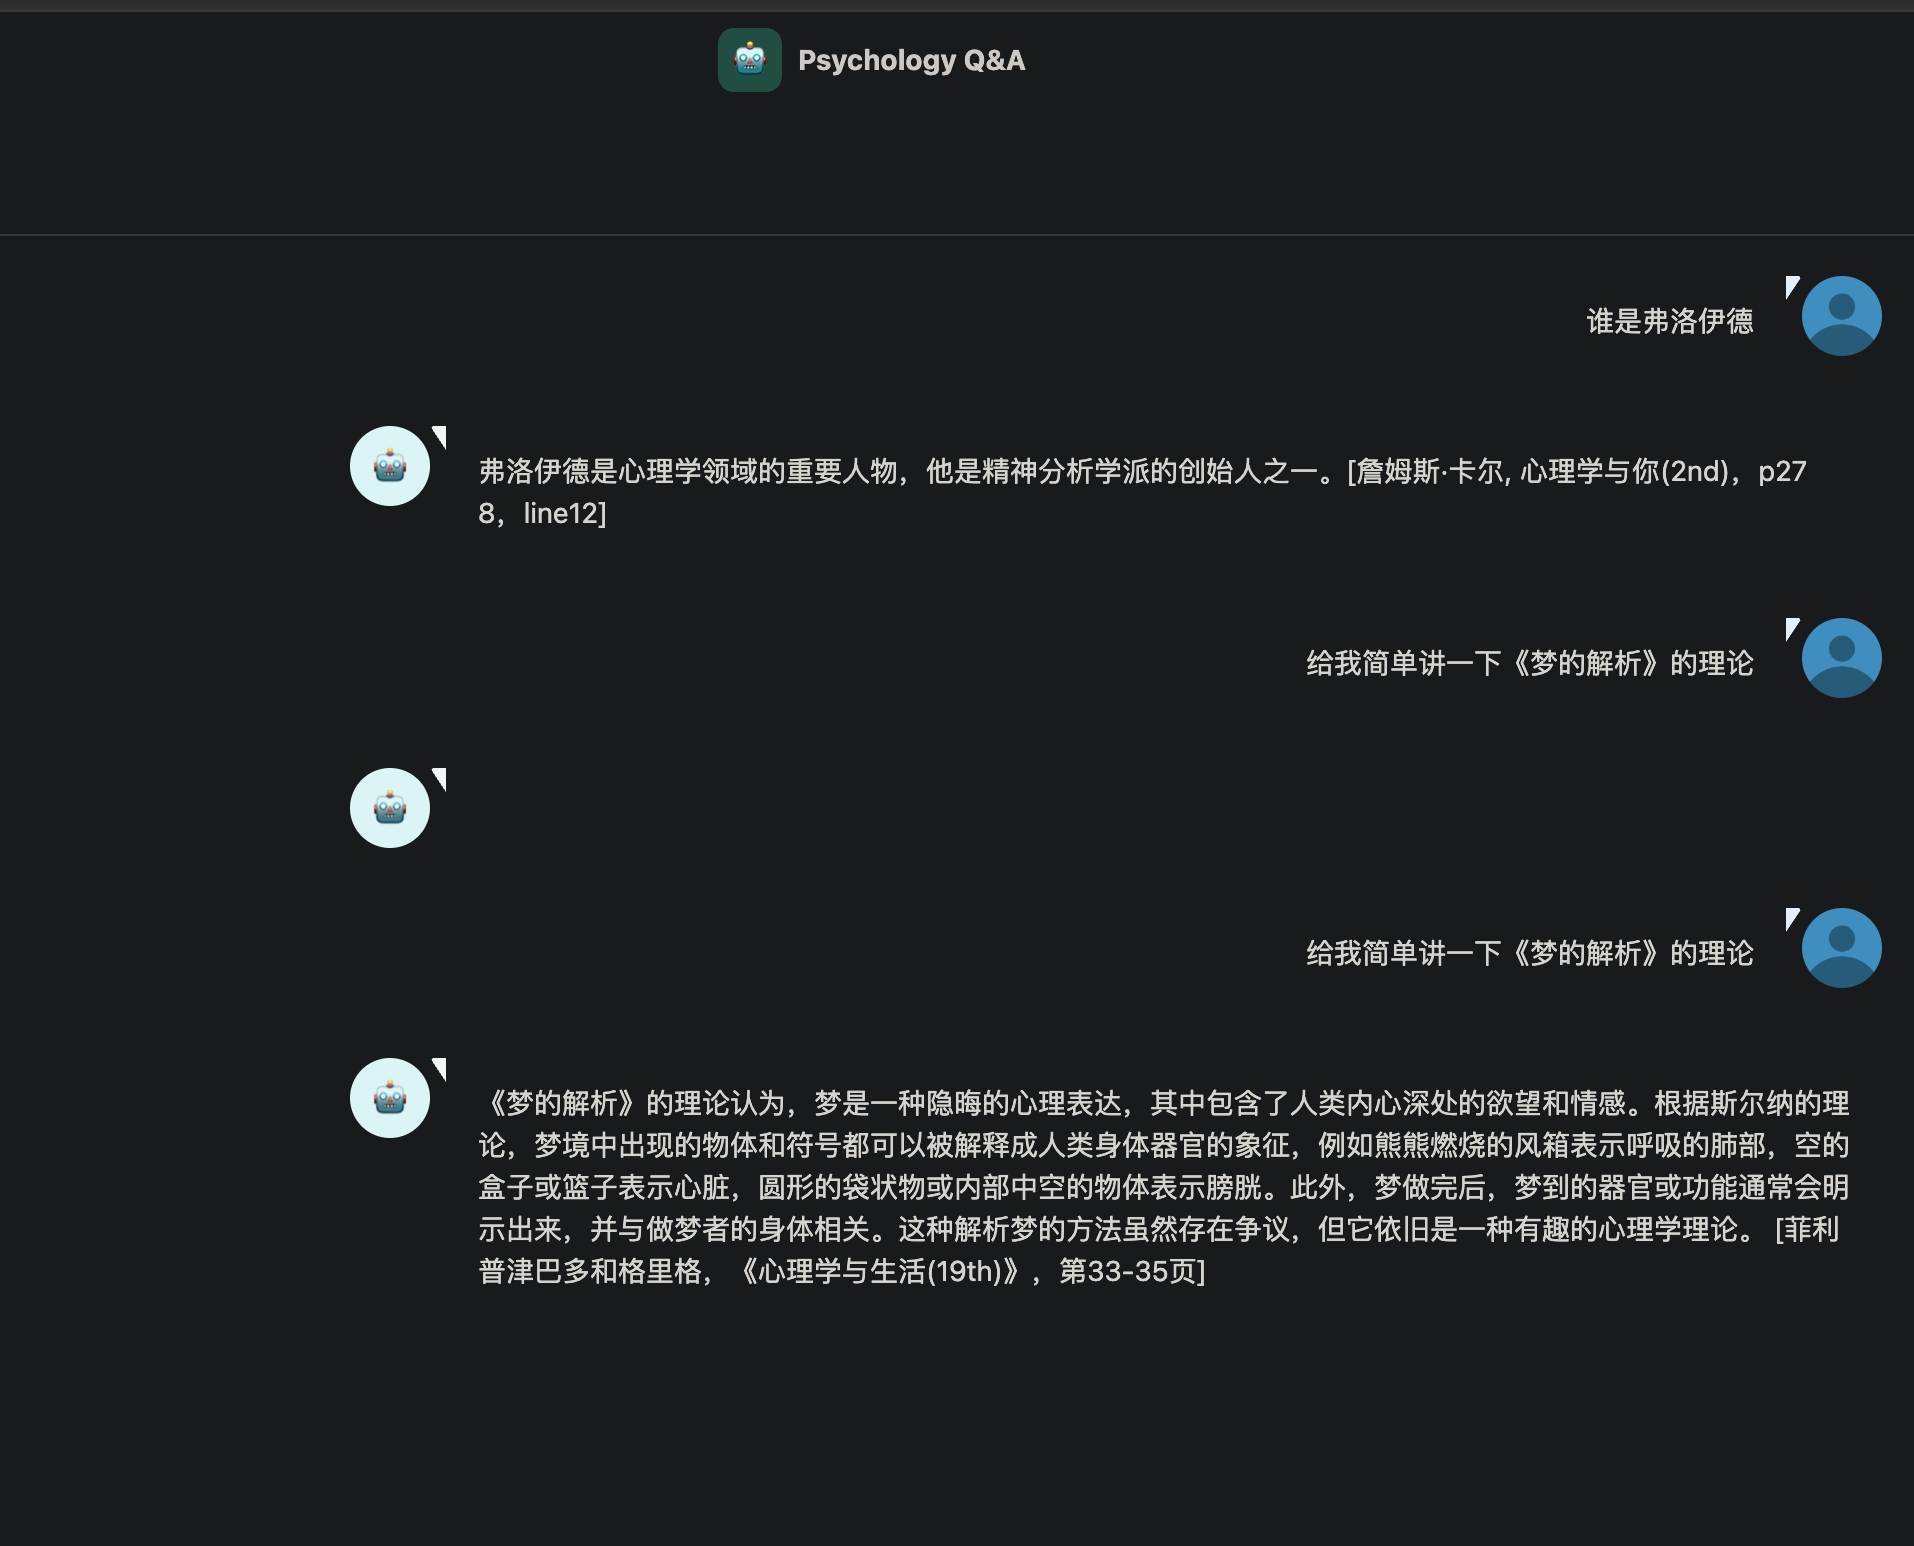 Psychology Q&A
谁是弗洛伊德
弗洛伊德是心理学领域的重要人物，他是精神分析学派的创始人之一。[詹姆斯·卡尔, 心理学与你(2nd)，p27
8，line12]
给我简单讲一下《梦的解析》的理论
给我简单讲一下《梦的解析》的理论
《梦的解析》的理论认为，梦是一种隐晦的心理表达，其中包含了人类内心深处的欲望和情感。根据斯尔纳的理
论，梦境中出现的物体和符号都可以被解释成人类身体器官的象征，例如熊熊燃烧的风箱表示呼吸的肺部，空的
盒子或篮子表示心脏，圆形的袋状物或内部中空的物体表示膀胱。此外，梦做完后，梦到的器官或功能通常会明
示出来，并与做梦者的身体相关。这种解析梦的方法虽然存在争议，但它依旧是一种有趣的心理学理论。 [菲利
普津巴多和格里格，《心理学与生活(19th)》，第33-35页]